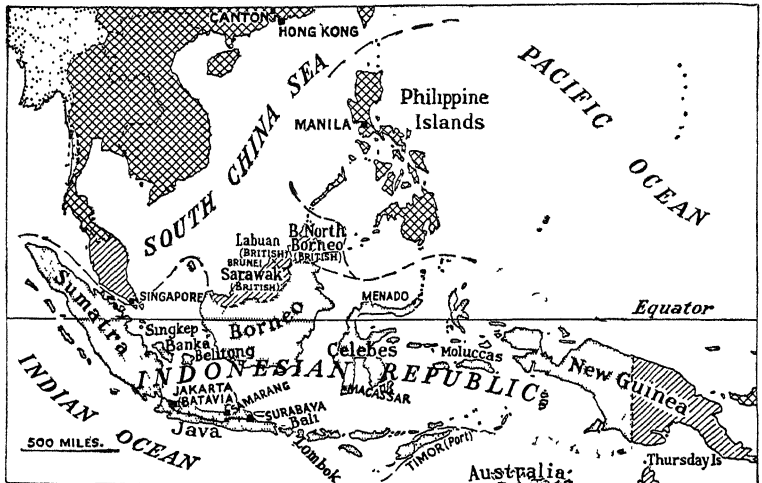 CANTON
HONG KONG
SOUTH CHINA SEA
PACIFIC OCEAN
Philippine
Islands
MANILA
Labuan
(BRITISH)
BRUNEI
Sarawak
(BRITISH)
B. North
Borneo
(BRITISH)
SINGAPORE
MENADO
Equator
Sumatra
Singkep
Banka
Belitong
Borneo
Celebes
Moluccas
New Guinea
INDONESIAN REPUBLIC
INDIAN OCEAN
JAKARTA
(BATAVIA)
SAMARANG
MACASSAR
SURABAYA
Java
Bali
Lombok
TIMOR (Port)
500 MILES.
Australia
Thursday Is